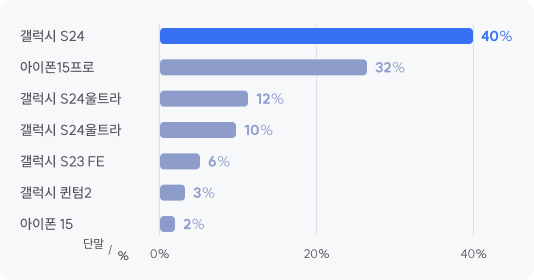 갤럭시 S24 40%
아이폰15프로 32%
갤럭시 S24울트라 12%
갤럭시 S24울트라 10%
갤럭시 S23 FE 6%
갤럭시 퀀텀2 3%
아이폰 15 2%
단말 / % 0% 20% 40%